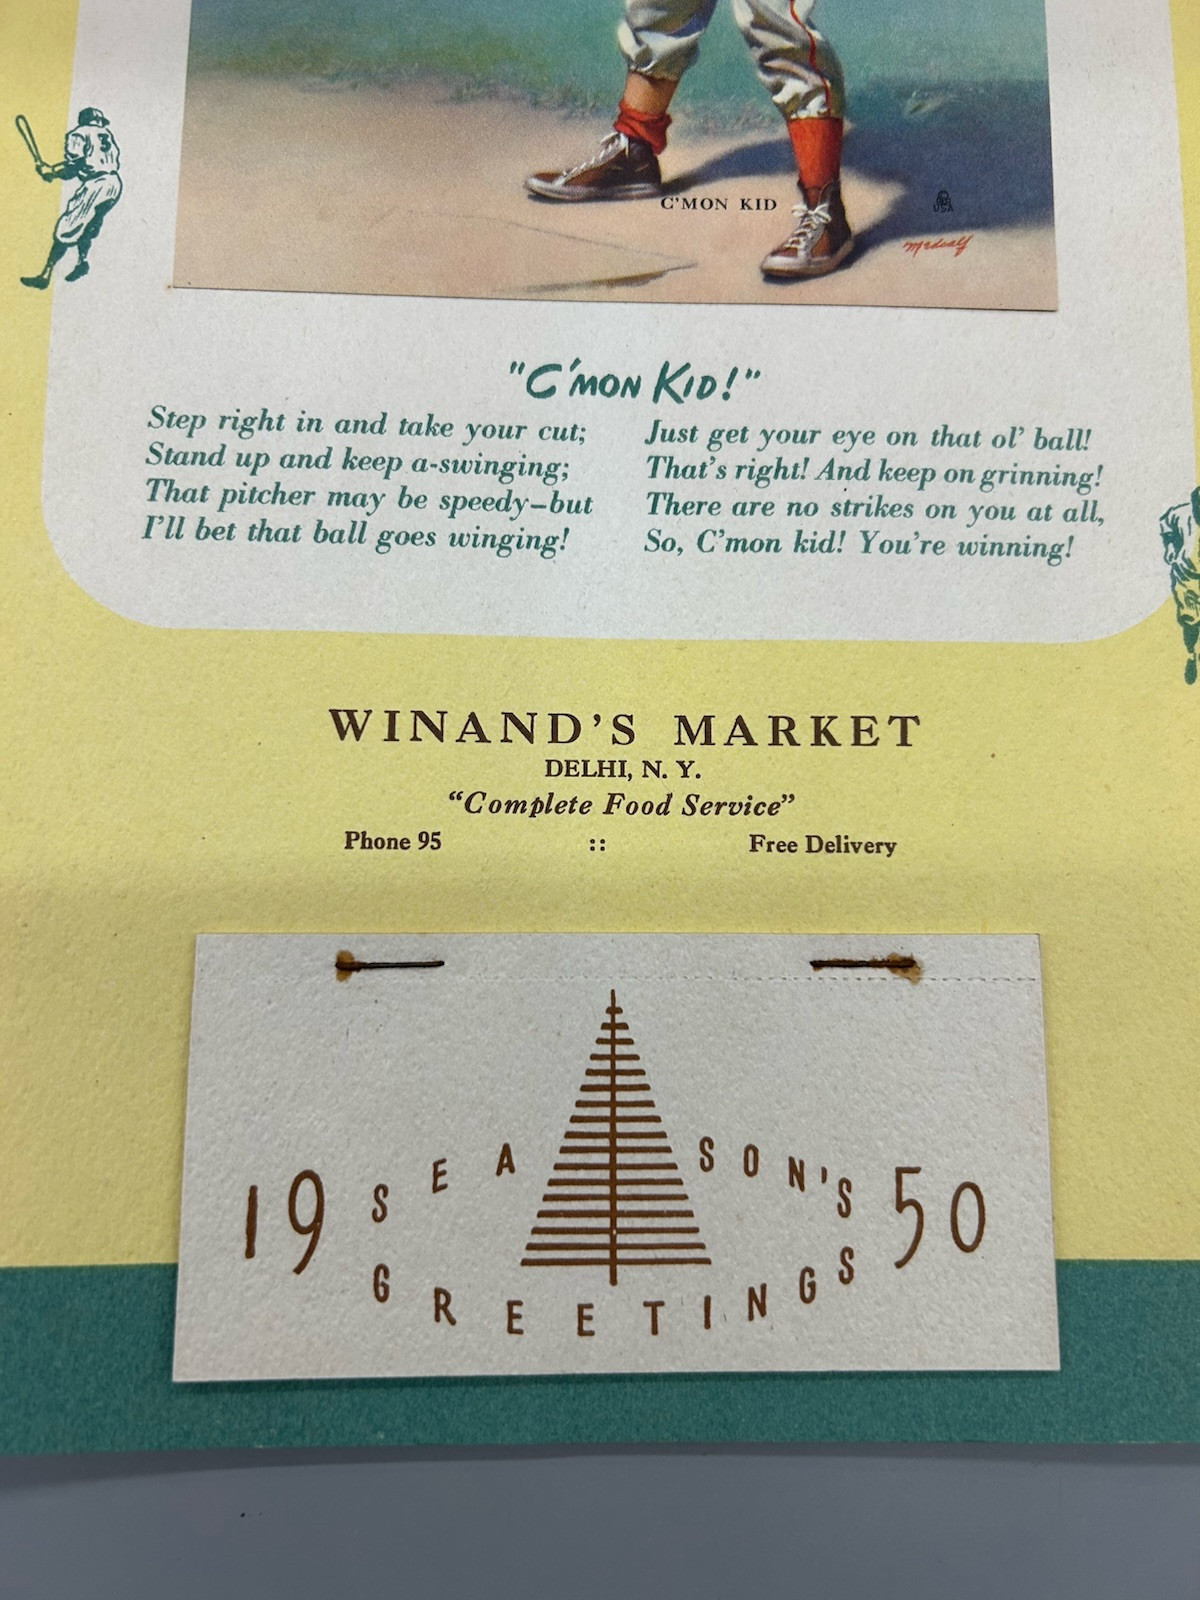 3
C'MON KID
USA
Medcalf
"C'MON KID!"
Step right in and take your cut;
Stand up and keep a-swinging;
That pitcher may be speedy–but
I'll bet that ball goes winging!
Just get your eye on that ol' ball!
That's right! And keep on grinning!
There are no strikes on you at all,
So, C'mon kid! You're winning!
WINAND'S MARKET
DELHI, N. Y.
"Complete Food Service"
Phone 95 :: Free Delivery
19 SEASON'S 50
GREETINGS